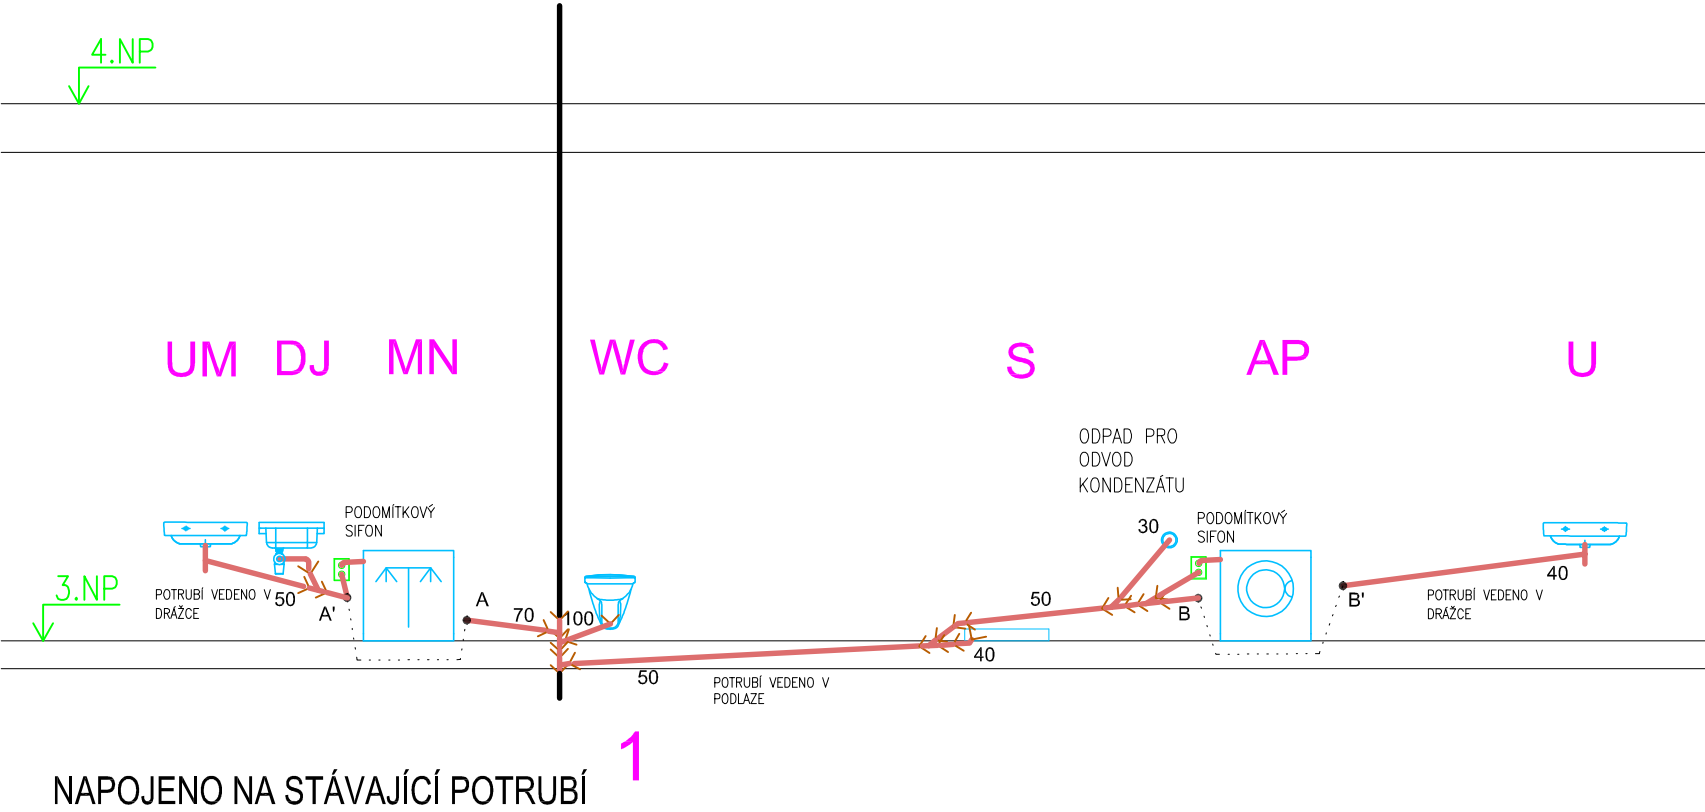 4.NP
UM DJ MN WC S AP U
ODPAD PRO
ODVOD
KONDENZÁTU
PODOMÍTKOVÝ
SIFON
30
PODOMÍTKOVÝ
SIFON
3.NP
POTRUBÍ VEDENO V
DRÁŽCE
50
A'
A
70
100
50
B
B'
40
POTRUBÍ VEDENO V
DRÁŽCE
40
50
POTRUBÍ VEDENO V
PODLAZE
1
NAPOJENO NA STÁVAJÍCÍ POTRUBÍ